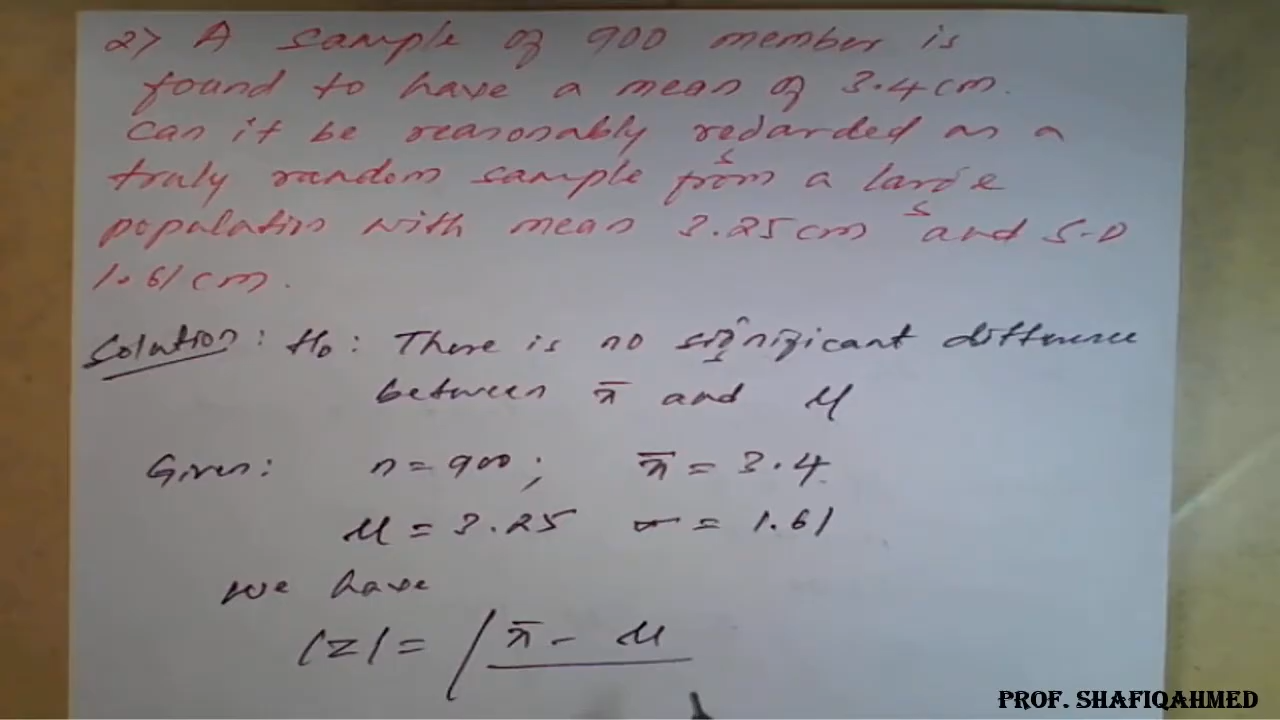 2) A sample of 900 member is
found to have a mean of 3.4cm.
Can it be reasonably regarded as a
truly random sample from a large
population with mean 3.25cm and S.D
1.61cm.
Solution: H₀: There is no significant difference
between x̄ and μ
Given: n = 900; x̄ = 3.4
μ = 3.25 σ = 1.61
we have
|z| = | x̄ - μ
PROF. SHAFIQAHMED